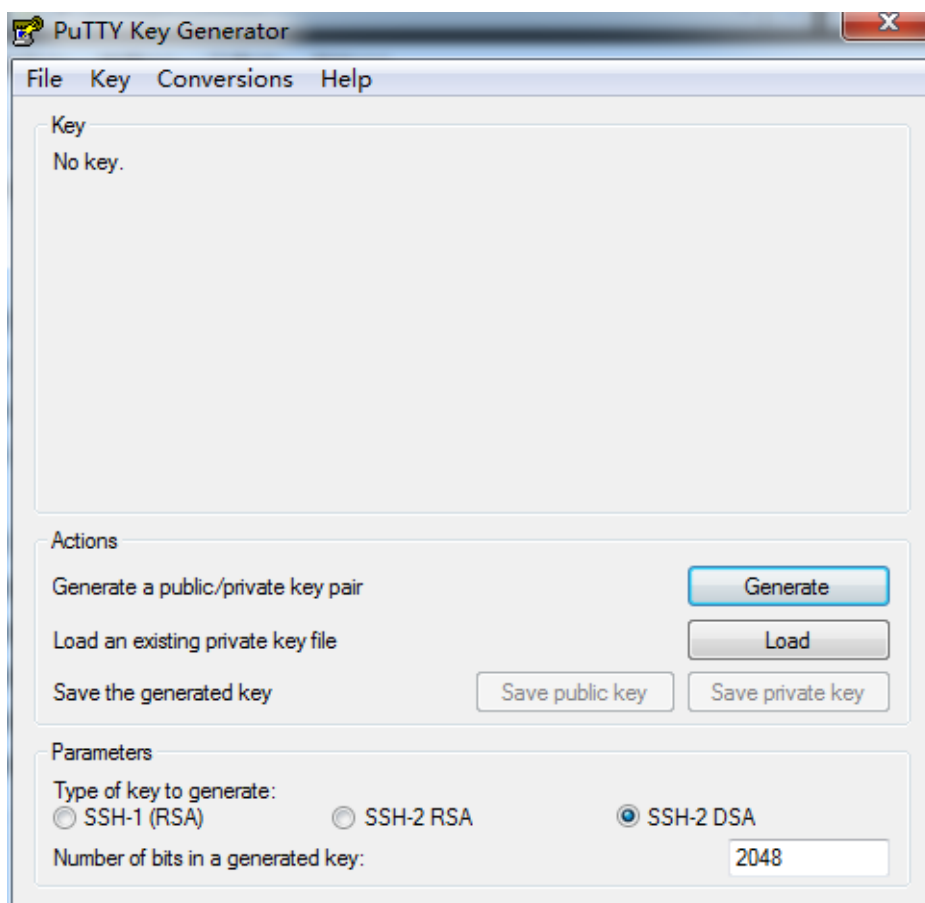 PuTTY Key Generator
File Key Conversions Help
Key
No key.
Actions
Generate a public/private key pair Generate
Load an existing private key file Load
Save the generated key Save public key Save private key
Parameters
Type of key to generate:
SSH-1 (RSA) SSH-2 RSA SSH-2 DSA
Number of bits in a generated key: 2048